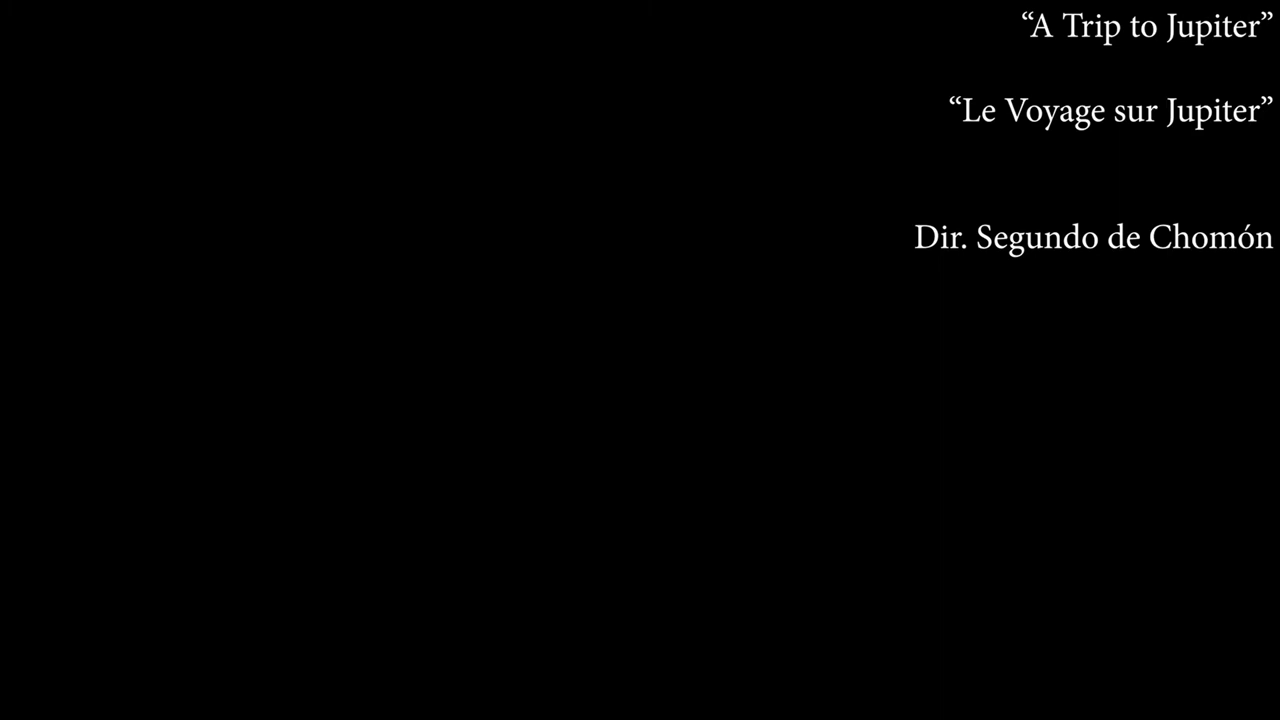 “A Trip to Jupiter”
“Le Voyage sur Jupiter”
Dir. Segundo de Chomón